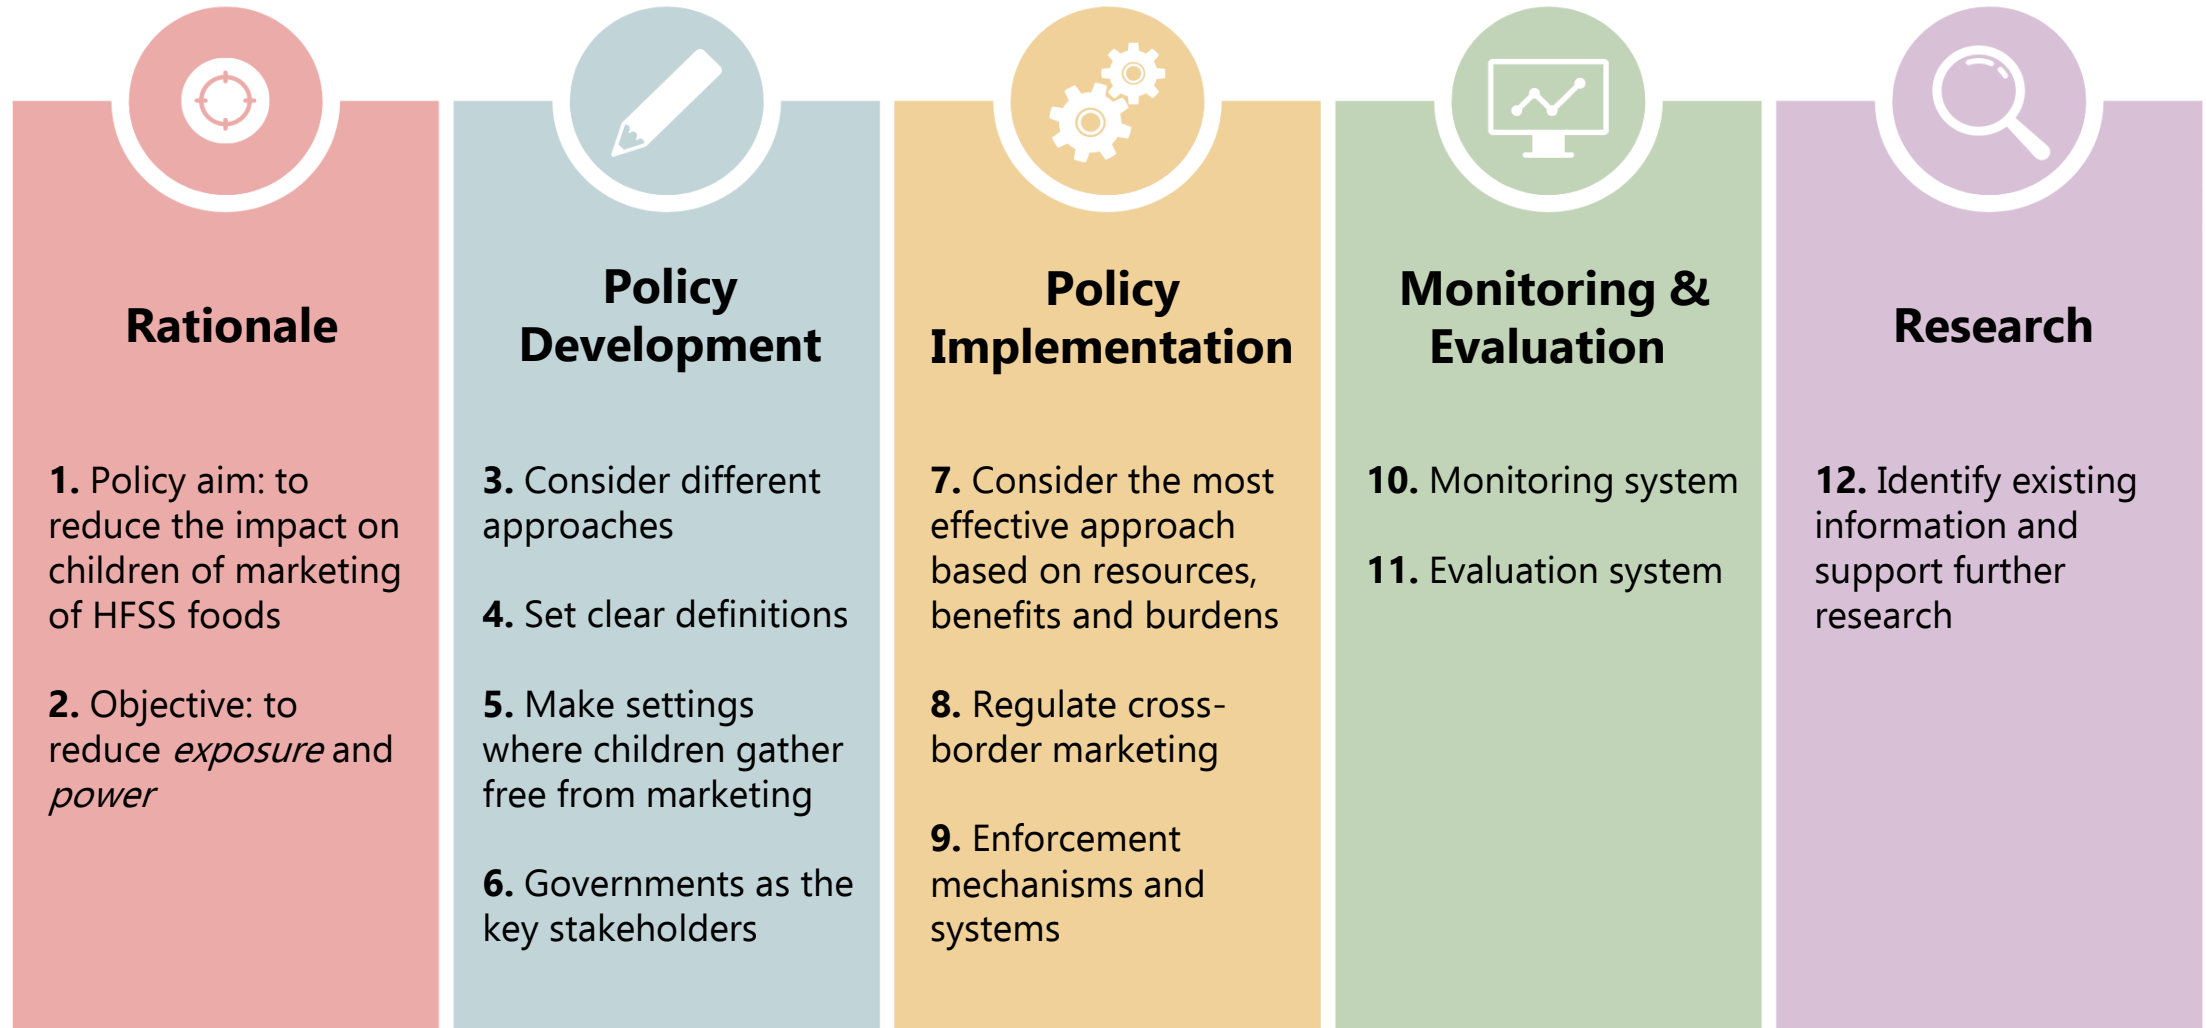 Rationale
1. Policy aim: to
reduce the impact on
children of marketing
of HFSS foods
2. Objective: to
reduce exposure and
power
Policy
Development
3. Consider different
approaches
4. Set clear definitions
5. Make settings
where children gather
free from marketing
6. Governments as the
key stakeholders
Policy
Implementation
7. Consider the most
effective approach
based on resources,
benefits and burdens
8. Regulate cross-
border marketing
9. Enforcement
mechanisms and
systems
Monitoring &
Evaluation
10. Monitoring system
11. Evaluation system
Research
12. Identify existing
information and
support further
research